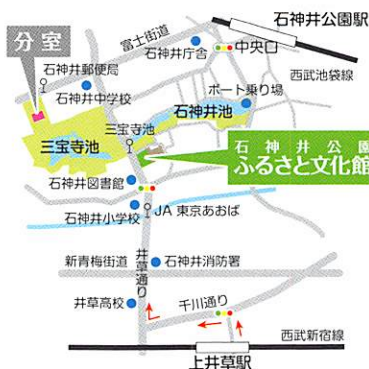 石神井公園駅
分室
富士街道
石神井庁舎
中央口
石神井郵便局
西武池袋線
石神井中学校
ボート乗り場
石神井池
三宝寺池
三宝寺池
石神井公園
ふるさと文化館
石神井図書館
石神井小学校
JA 東京あおば
井草通り
新青梅街道
石神井消防署
井草高校
千川通り
西武新宿線
上井草駅